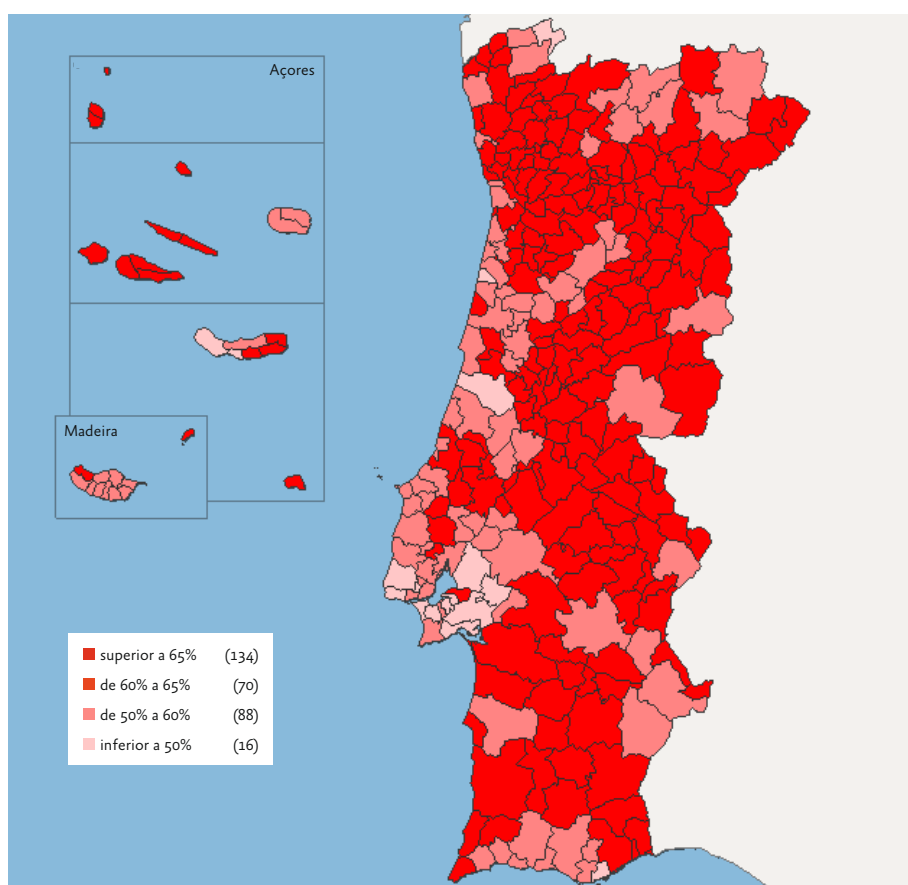 Açores
Madeira
superior a 65% (134)
de 60% a 65% (70)
de 50% a 60% (88)
inferior a 50% (16)